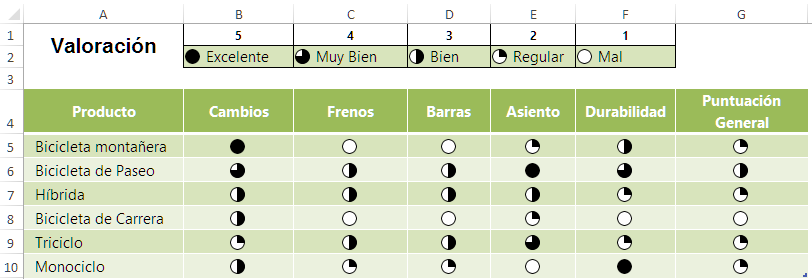 A B C D E F G
1 Valoración 5 4 3 2 1
2 Excelente Muy Bien Bien Regular Mal
3
4 Producto Cambios Frenos Barras Asiento Durabilidad Puntuación
General
5 Bicicleta montañera
6 Bicicleta de Paseo
7 Híbrida
8 Bicicleta de Carrera
9 Triciclo
10 Monociclo